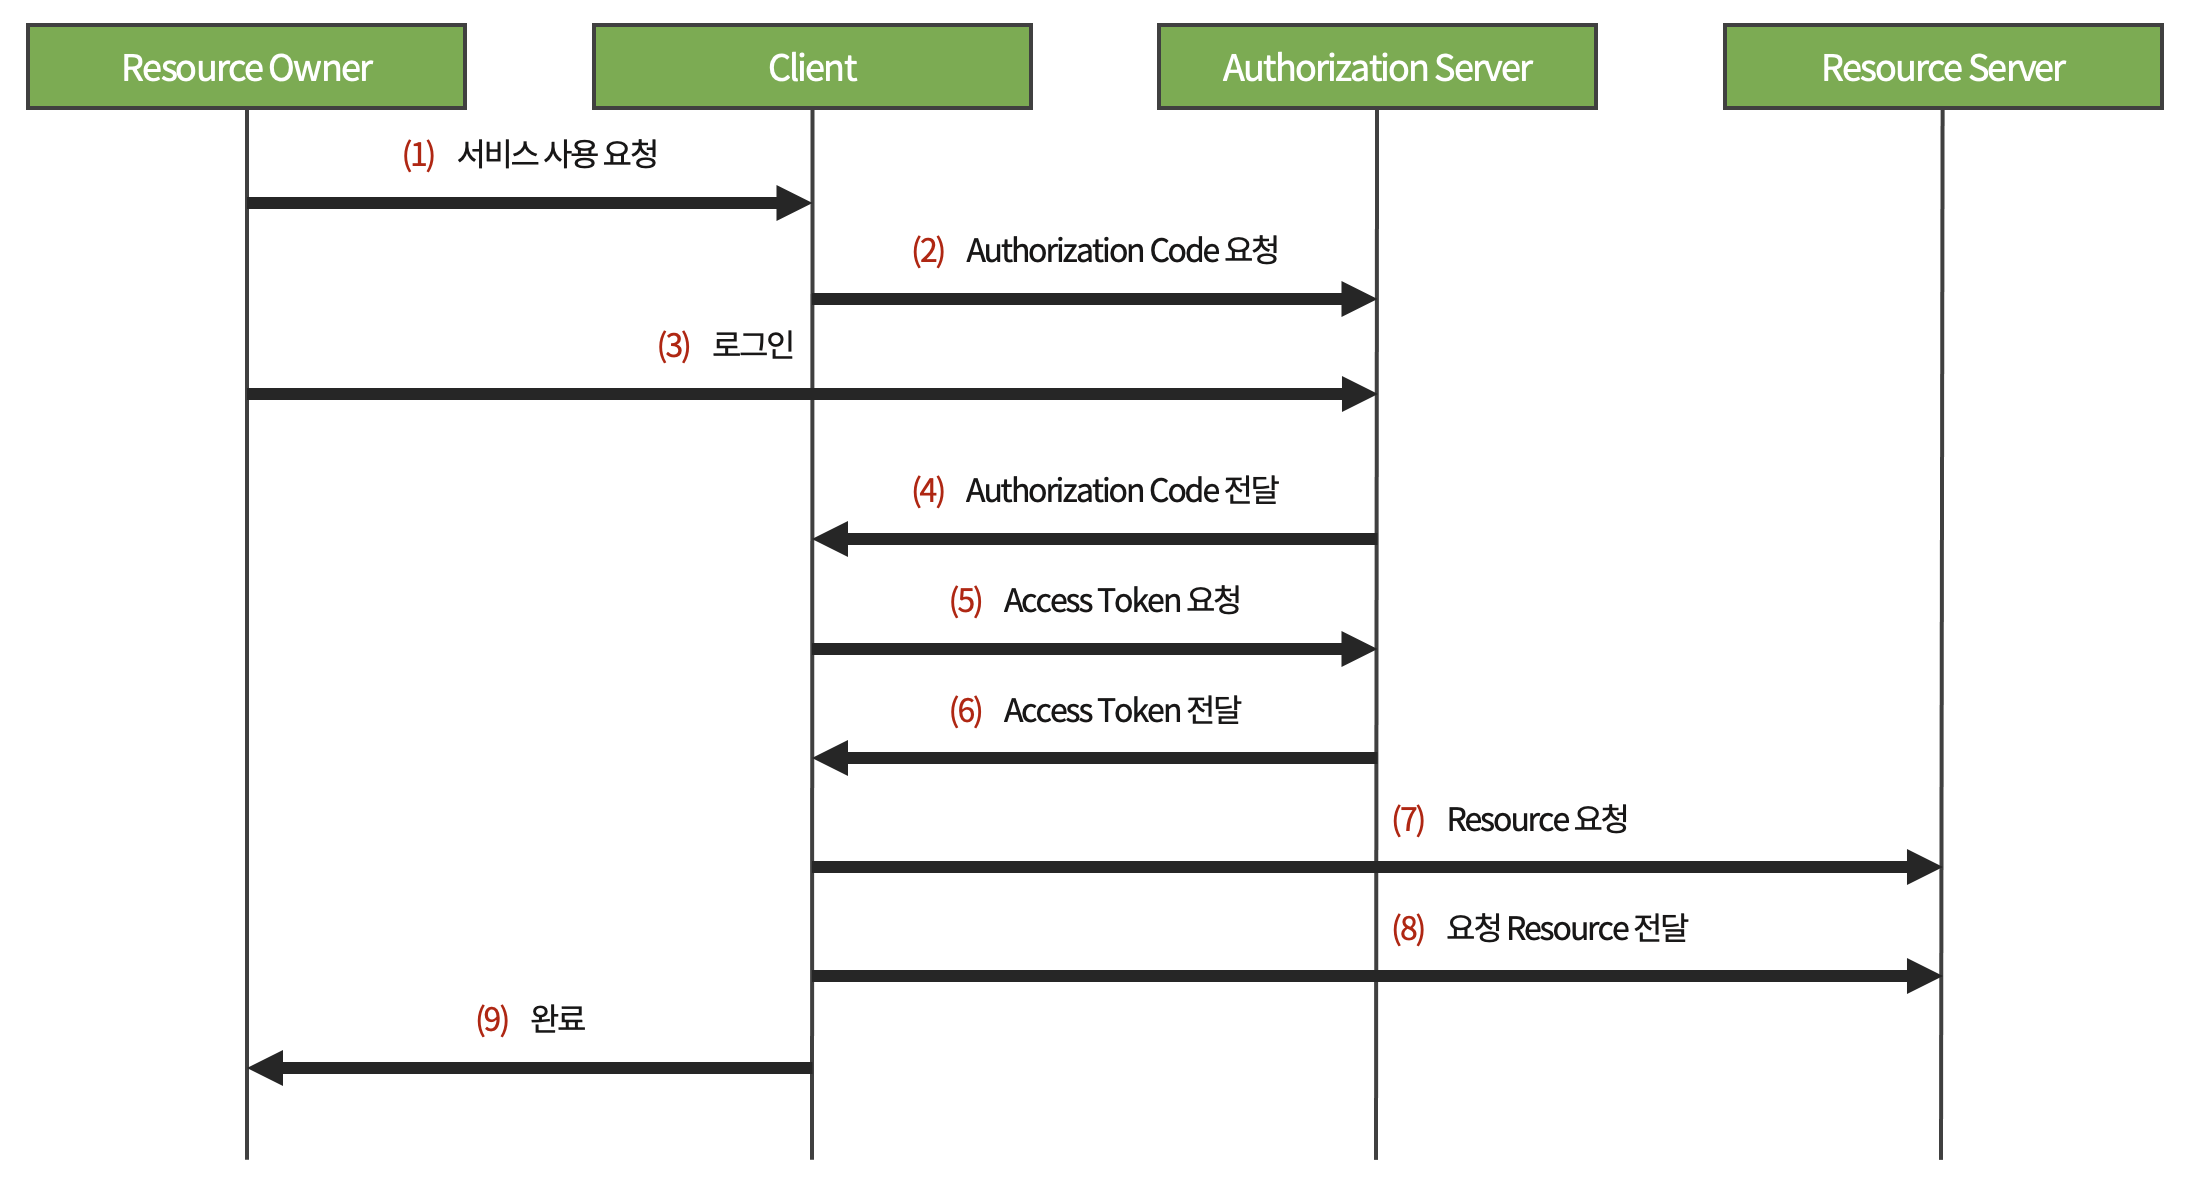 Resource Owner
Client
Authorization Server
Resource Server
(1) 서비스 사용 요청
(2) Authorization Code 요청
(3) 로그인
(4) Authorization Code 전달
(5) Access Token 요청
(6) Access Token 전달
(7) Resource 요청
(8) 요청 Resource 전달
(9) 완료